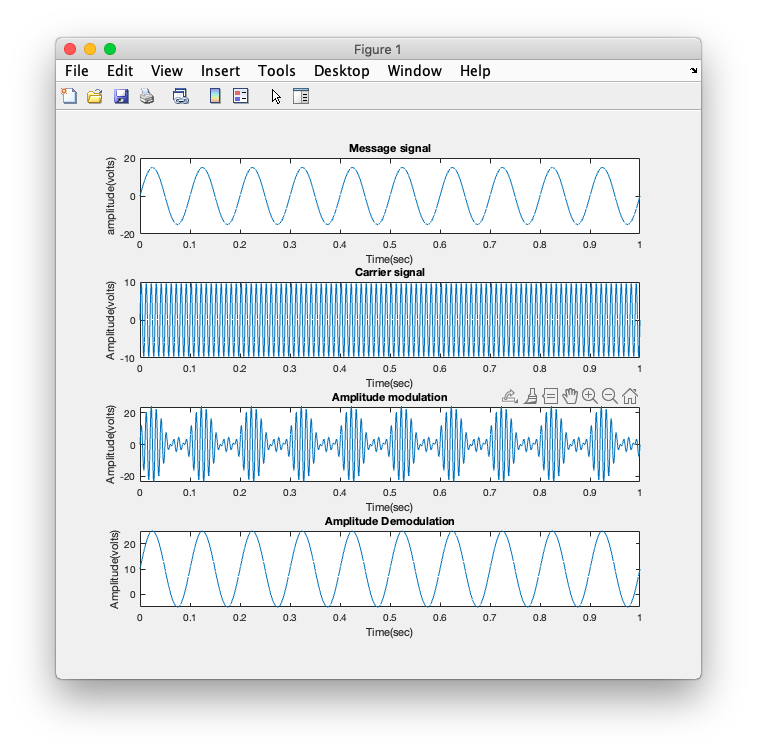 Figure 1
File Edit View Insert Tools Desktop Window Help
Message signal
amplitude(volts)
20
0
-20
0 0.1 0.2 0.3 0.4 0.5 0.6 0.7 0.8 0.9 1
Time(sec)
Carrier signal
Amplitude(volts)
10
0
-10
0 0.1 0.2 0.3 0.4 0.5 0.6 0.7 0.8 0.9 1
Time(sec)
Amplitude modulation
Amplitude(volts)
20
0
-20
0 0.1 0.2 0.3 0.4 0.5 0.6 0.7 0.8 0.9 1
Time(sec)
Amplitude Demodulation
Amplitude(volts)
20
10
0
0 0.1 0.2 0.3 0.4 0.5 0.6 0.7 0.8 0.9 1
Time(sec)